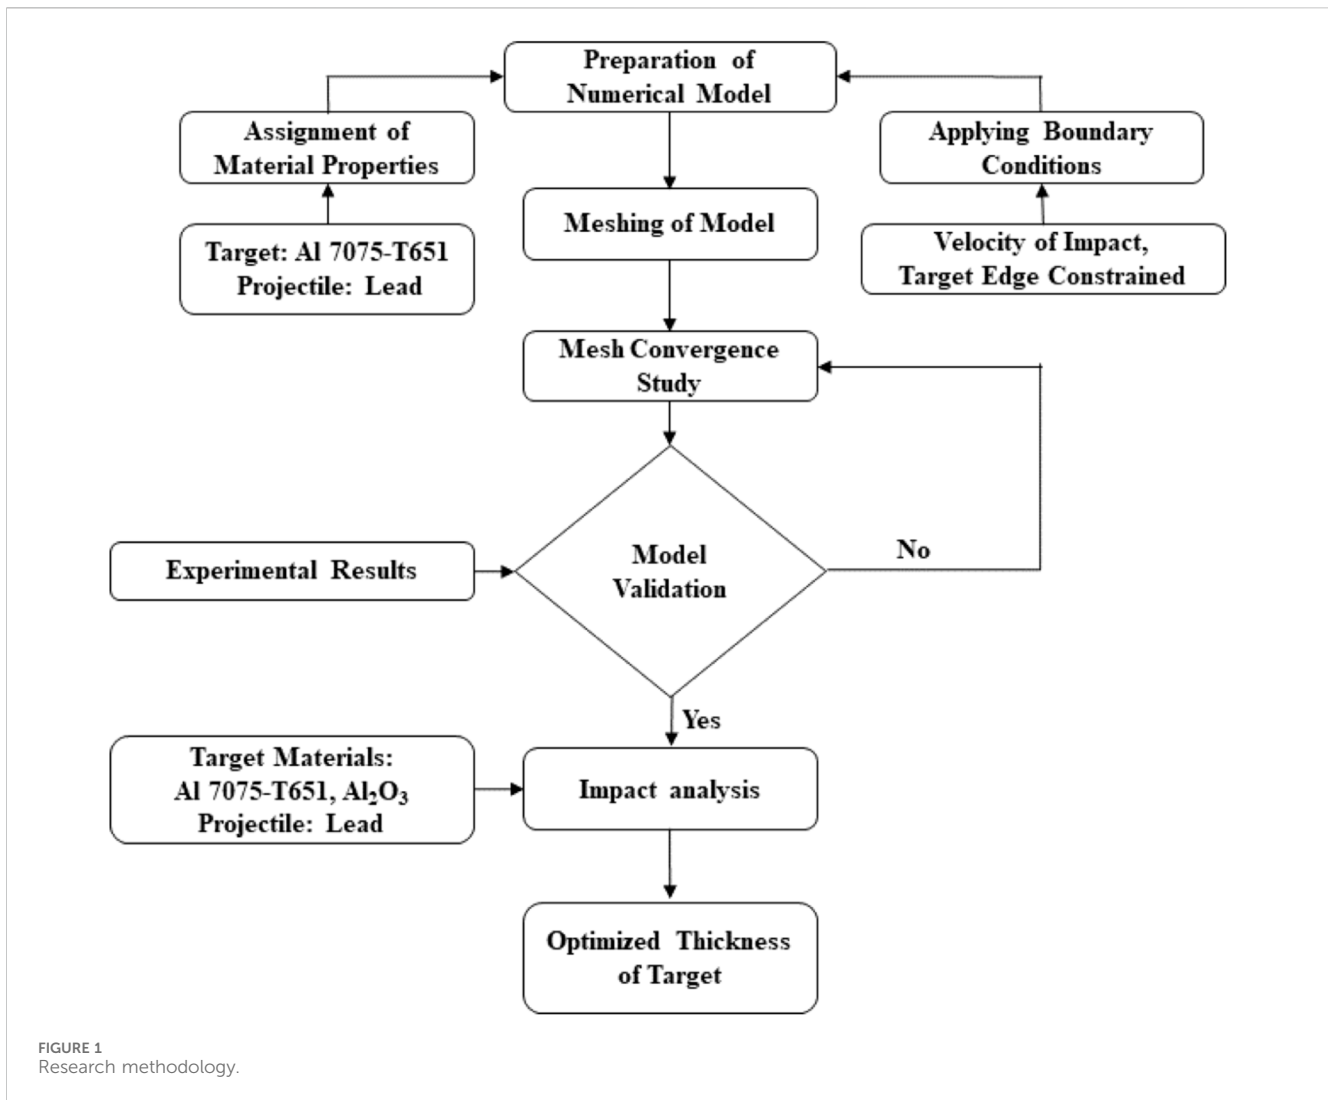 Preparation of
Numerical Model
Assignment of
Material Properties
Applying Boundary
Conditions
Target: Al 7075-T651
Projectile: Lead
Meshing of Model
Velocity of Impact,
Target Edge Constrained
Mesh Convergence
Study
Experimental Results
Model
Validation
No
Yes
Target Materials:
Al 7075-T651, Al₂O₃
Projectile: Lead
Impact analysis
Optimized Thickness
of Target
FIGURE 1
Research methodology.